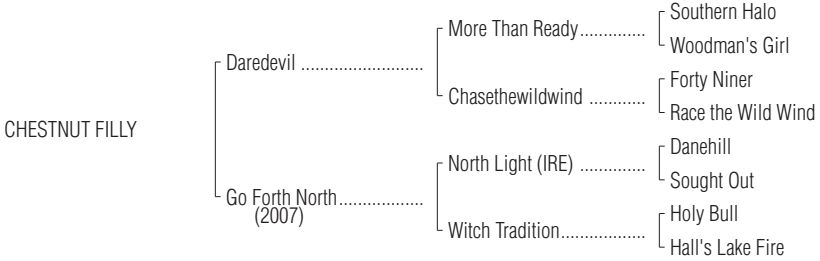 Southern Halo
More Than Ready..............
Woodman's Girl
Daredevil ..........................
Forty Niner
Chasethewildwind ............
Race the Wild Wind
CHESTNUT FILLY
Danehill
North Light (IRE) ..............
Sought Out
Go Forth North..................
(2007)
Holy Bull
Witch Tradition..................
Hall's Lake Fire